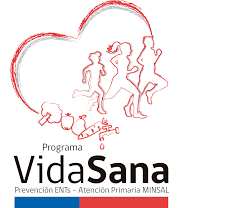 Programa
VidaSana
Prevención ENTs – Atención Primaria MINSAL